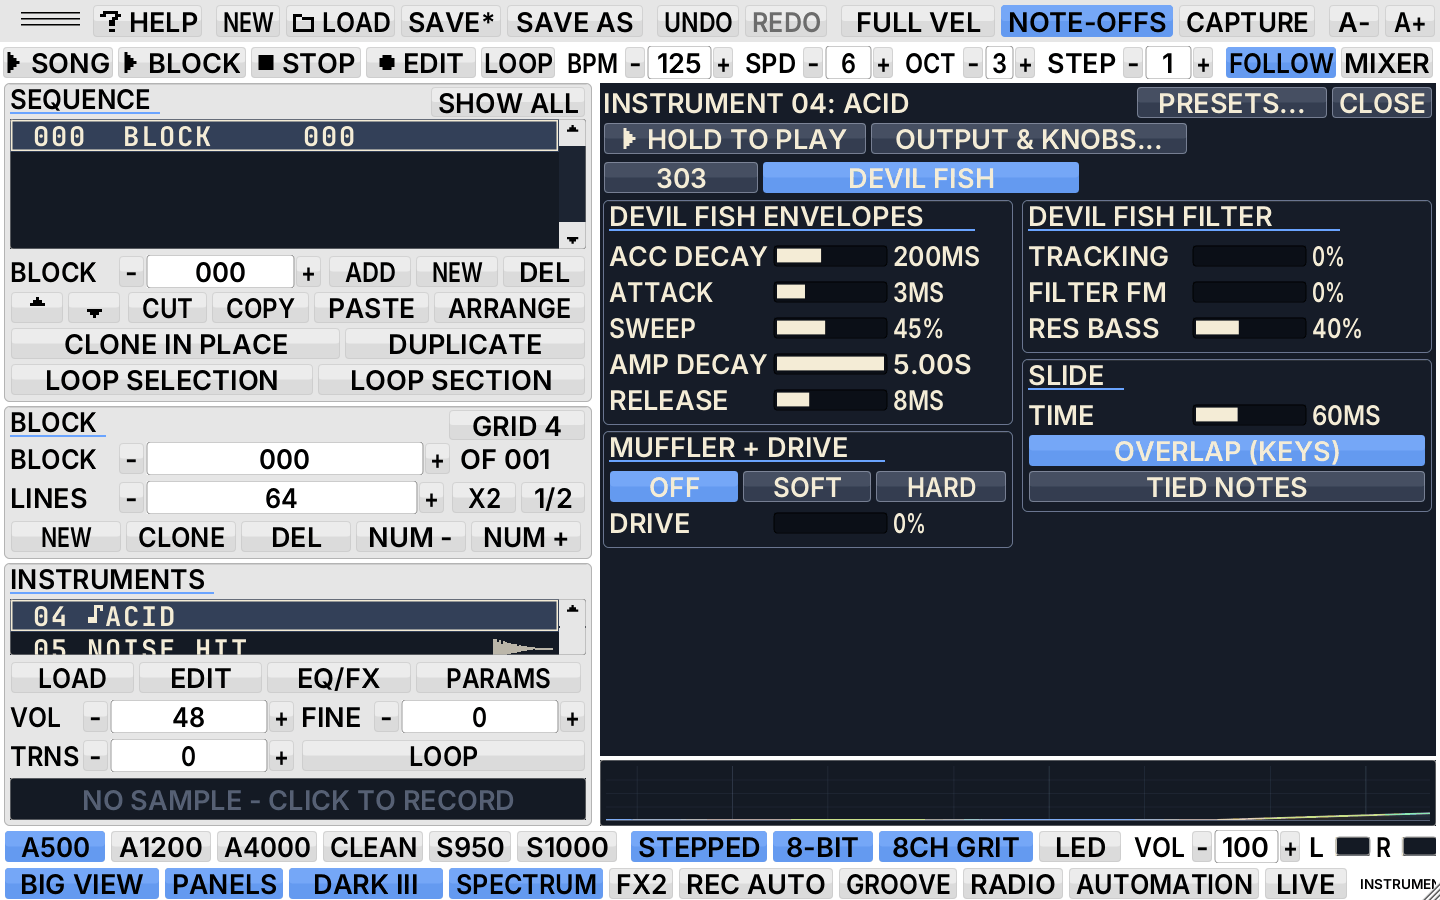 HELP NEW LOAD SAVE* SAVE AS UNDO REDO FULL VEL NOTE-OFFS CAPTURE A- A+
SONG BLOCK STOP EDIT LOOP BPM - 125 + SPD - 6 + OCT - 3 + STEP - 1 + FOLLOW MIXER
SEQUENCE SHOW ALL
000 BLOCK 000
BLOCK - 000 + ADD NEW DEL
CUT COPY PASTE ARRANGE
CLONE IN PLACE DUPLICATE
LOOP SELECTION LOOP SECTION
BLOCK GRID 4
BLOCK - 000 + OF 001
LINES - 64 + X2 1/2
NEW CLONE DEL NUM - NUM +
INSTRUMENTS
04 ACID
05 NOISE HIT
LOAD EDIT EQ/FX PARAMS
VOL - 48 + FINE - 0 +
TRNS - 0 + LOOP
NO SAMPLE - CLICK TO RECORD
INSTRUMENT 04: ACID PRESETS... CLOSE
HOLD TO PLAY OUTPUT & KNOBS...
303 DEVIL FISH
DEVIL FISH ENVELOPES
ACC DECAY 200MS
ATTACK 3MS
SWEEP 45%
AMP DECAY 5.00S
RELEASE 8MS
MUFFLER + DRIVE
OFF SOFT HARD
DRIVE 0%
DEVIL FISH FILTER
TRACKING 0%
FILTER FM 0%
RES BASS 40%
SLIDE
TIME 60MS
OVERLAP (KEYS)
TIED NOTES
A500 A1200 A4000 CLEAN S950 S1000 STEPPED 8-BIT 8CH GRIT LED VOL - 100 + L R
BIG VIEW PANELS DARK III SPECTRUM FX2 REC AUTO GROOVE RADIO AUTOMATION LIVE